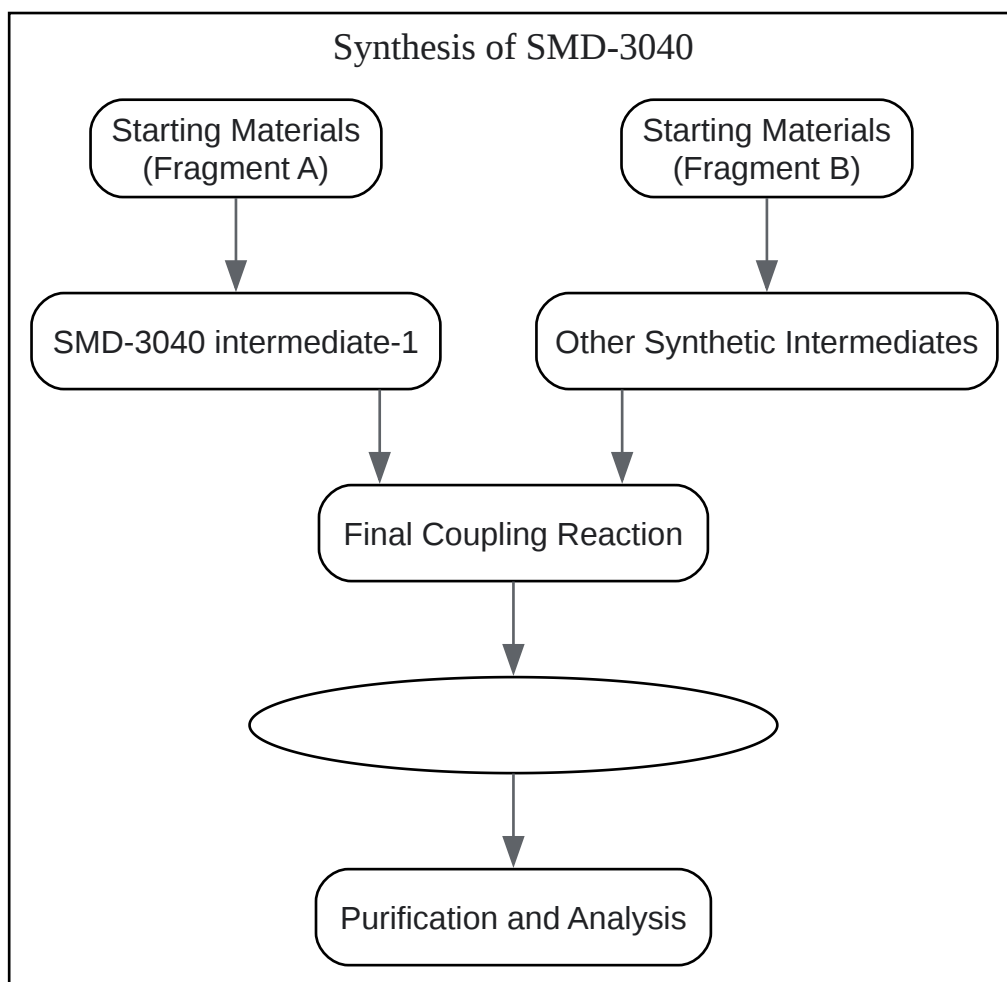 Synthesis of SMD-3040
Starting Materials
(Fragment A)
Starting Materials
(Fragment B)
SMD-3040 intermediate-1
Other Synthetic Intermediates
Final Coupling Reaction
Purification and Analysis